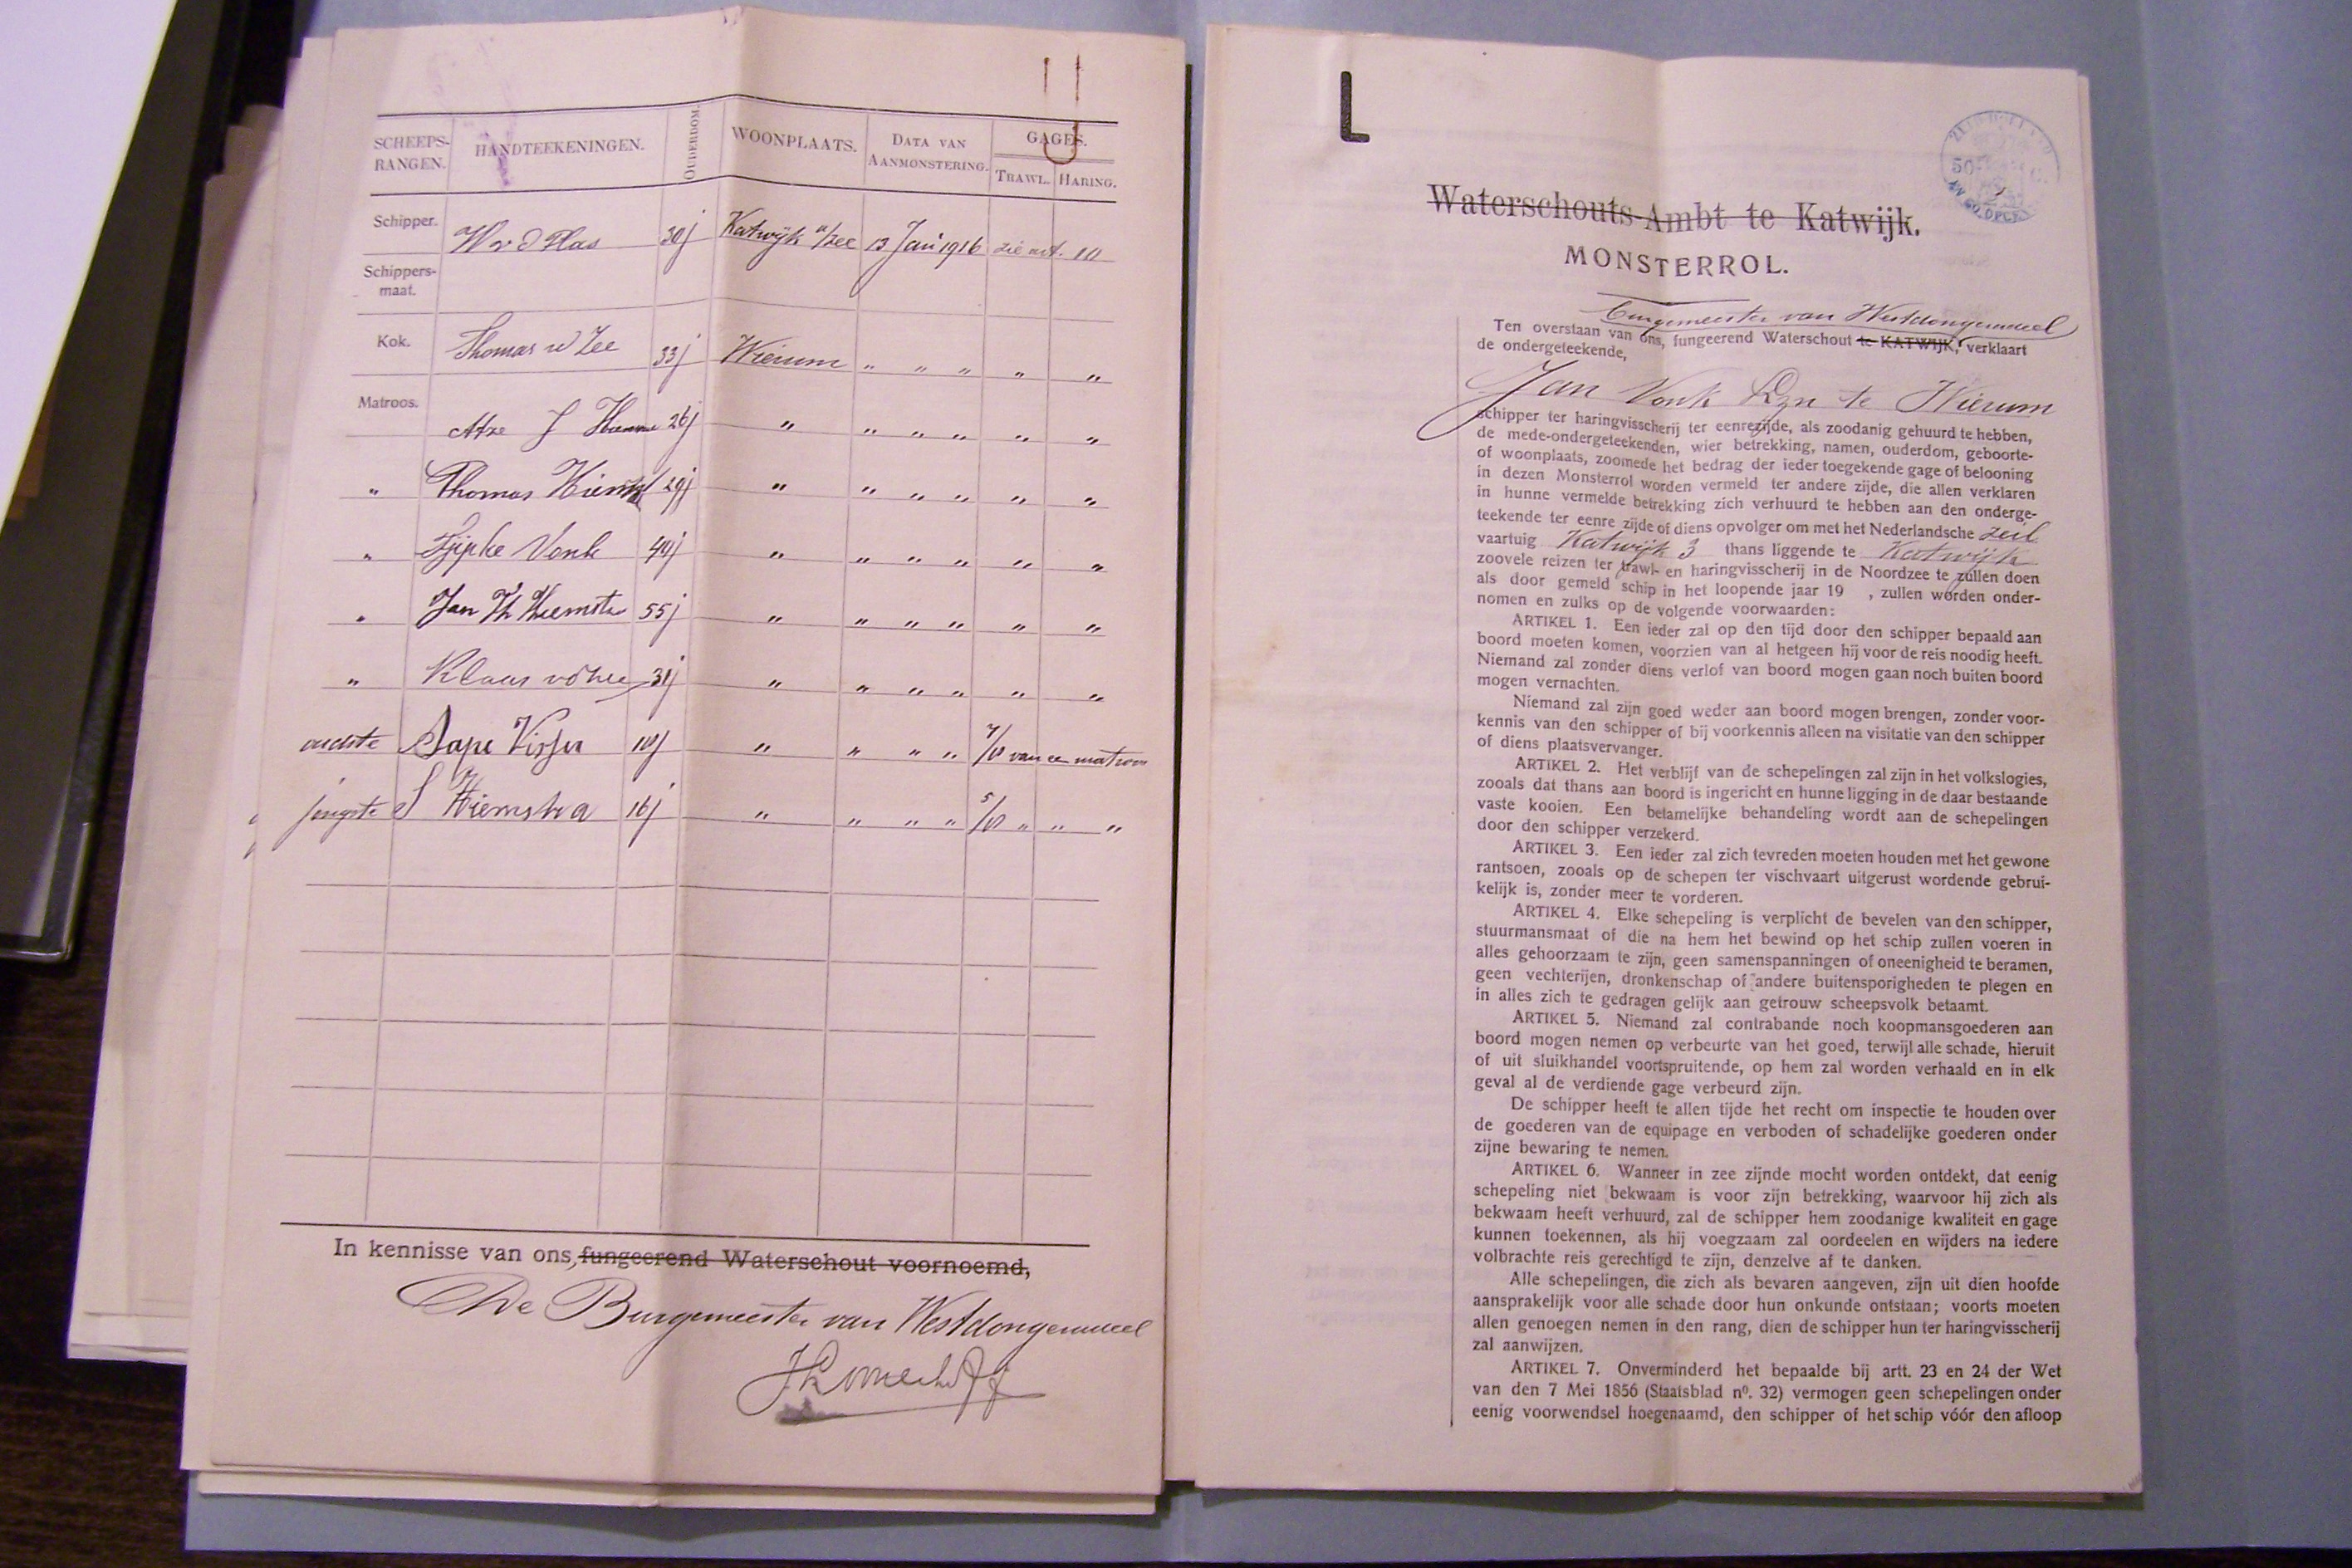 SCHEEPS-RANGEN. HANDTEEKENINGEN. OUDERDOM. WOONPLAATS. DATA VAN AANMONSTERING. GAGES. TRAWL. HARING.
Schipper. W v d Plas 30j Katwijk a/zee 13 Jan 1916 zie art. 10
Schippers-maat.
Kok. Thomas vd Zee 33j Wierum " " " " "
Matroos. Atze J 26j " " " " " "
" Thomas 29j " " " " " "
" Tjipke Vonk 49j " " " " " "
" Jan Th Hiemstra 55j " " " " " "
" Klaas vd Zee 31j " " " " " "
oudste Sape Visser " " " " 7/10 van een matroos
jongste S Hiemstra 16j " " " " 5/10 " " "
In kennisse van ons, fungeerend Waterschout voornoemd,
De Burgemeester van Westdongeradeel
L
50
Waterschouts-Ambt te Katwijk.
MONSTERROL.
Burgemeester van Westdongeradeel
Ten overstaan van ons, fungeerend Waterschout te KATWIJK, verklaart
de ondergeteekende,
Jan Vonk Rzn te Wierum
schipper ter haringvisscherij ter eenrezijde, als zoodanig gehuurd te hebben,
de mede-ondergeteekenden, wier betrekking, namen, ouderdom, geboorte-
of woonplaats, zoomede het bedrag der ieder toegekende gage of belooning
in dezen Monsterrol worden vermeld ter andere zijde, die allen verklaren
in hunne vermelde betrekking zich verhuurd te hebben aan den onderge-
teekende ter eenre zijde of diens opvolger om met het Nederlandsche zeil
vaartuig Katwijk 3 thans liggende te Katwijk
zoovele reizen ter trawl- en haringvisscherij in de Noordzee te zullen doen
als door gemeld schip in het loopende jaar 19 , zullen worden onder-
nomen en zulks op de volgende voorwaarden:
ARTIKEL 1. Een ieder zal op den tijd door den schipper bepaald aan
boord moeten komen, voorzien van al hetgeen hij voor de reis noodig heeft.
Niemand zal zonder diens verlof van boord mogen gaan noch buiten boord
mogen vernachten.
Niemand zal zijn goed weder aan boord mogen brengen, zonder voor-
kennis van den schipper of bij voorkennis alleen na visitatie van den schipper
of diens plaatsvervanger.
ARTIKEL 2. Het verblijf van de schepelingen zal zijn in het volkslogies,
zooals dat thans aan boord is ingericht en hunne ligging in de daar bestaande
vaste kooien. Een betamelijke behandeling wordt aan de schepelingen
door den schipper verzekerd.
ARTIKEL 3. Een ieder zal zich tevreden moeten houden met het gewone
rantsoen, zooals op de schepen ter vischvaart uitgerust wordende gebrui-
kelijk is, zonder meer te vorderen.
ARTIKEL 4. Elke schepeling is verplicht de bevelen van den schipper,
stuurmansmaat of die na hem het bewind op het schip zullen voeren in
alles gehoorzaam te zijn, geen samenspanningen of oneenigheid te beramen,
geen vechterijen, dronkenschap of andere buitensporigheden te plegen en
in alles zich te gedragen gelijk aan getrouw scheepsvolk betaamt.
ARTIKEL 5. Niemand zal contrabande noch koopmansgoederen aan
boord mogen nemen op verbeurte van het goed, terwijl alle schade, hieruit
of uit sluikhandel voortspruitende, op hem zal worden verhaald en in elk
geval al de verdiende gage verbeurd zijn.
De schipper heeft te allen tijde het recht om inspectie te houden over
de goederen van de equipage en verboden of schadelijke goederen onder
zijne bewaring te nemen.
ARTIKEL 6. Wanneer in zee zijnde mocht worden ontdekt, dat eenig
schepeling niet bekwaam is voor zijn betrekking, waarvoor hij zich als
bekwaam heeft verhuurd, zal de schipper hem zoodanige kwaliteit en gage
kunnen toekennen, als hij voegzaam zal oordeelen en wijders na iedere
volbrachte reis gerechtigd te zijn, denzelve af te danken.
Alle schepelingen, die zich als bevaren aangeven, zijn uit dien hoofde
aansprakelijk voor alle schade door hun onkunde ontstaan; voorts moeten
allen genoegen nemen in den rang, dien de schipper hun ter haringvisscherij
zal aanwijzen.
ARTIKEL 7. Onverminderd het bepaalde bij artt. 23 en 24 der Wet
van den 7 Mei 1856 (Staatsblad nº. 32) vermogen geen schepelingen onder
eenig voorwendsel hoegenaamd, den schipper of het schip vóór den afloop